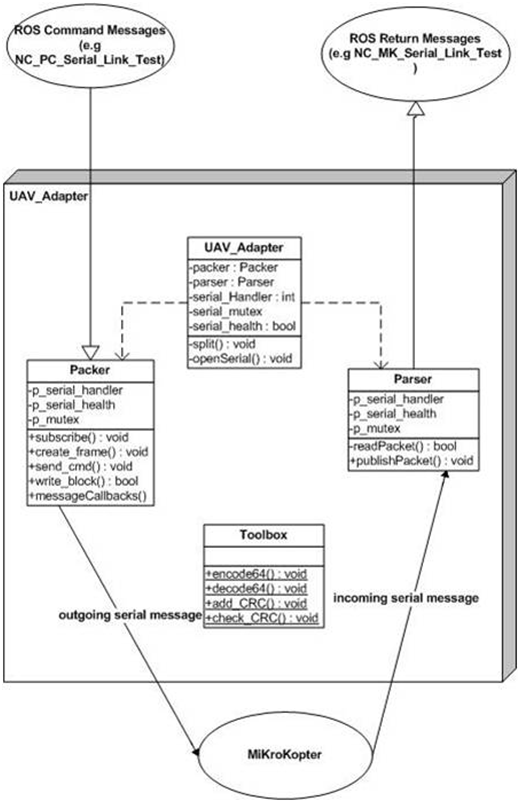 ROS Command Messages
(e.g
NC_PC_Serial_Link_Test)
ROS Return Messages
(e.g NC_MK_Serial_Link_Test
)
UAV_Adapter
UAV_Adapter
-packer : Packer
-parser : Parser
-serial_Handler : int
-serial_mutex
-serial_health : bool
-split() : void
-openSerial() : void
Packer
-p_serial_handler
-p_serial_health
-p_mutex
+subscribe() : void
+create_frame() : void
+send_cmd() : void
+write_block() : bool
+messageCallbacks()
Parser
-p_serial_handler
-p_serial_health
-p_mutex
-readPacket() : bool
+publishPacket() : void
Toolbox
+encode64() : void
+decode64() : void
+add_CRC() : void
+check_CRC() : void
outgoing serial message
incoming serial message
MiKroKopter